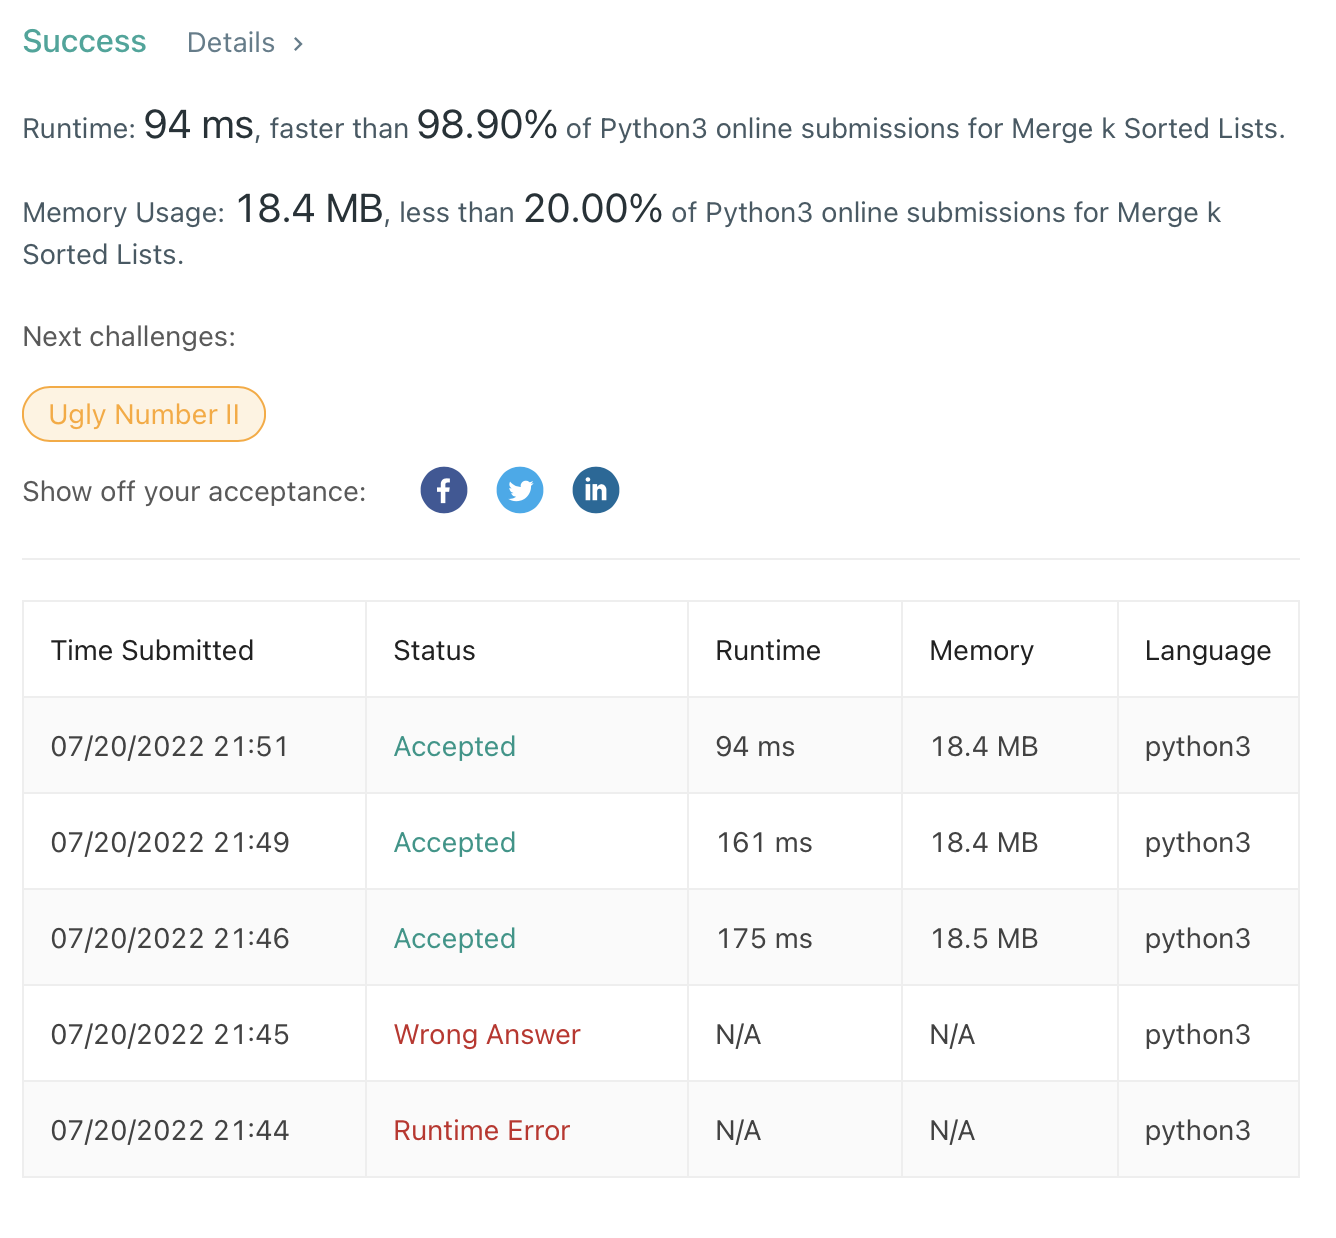 Success Details >
Runtime: 94 ms, faster than 98.90% of Python3 online submissions for Merge k Sorted Lists.
Memory Usage: 18.4 MB, less than 20.00% of Python3 online submissions for Merge k
Sorted Lists.
Next challenges:
Ugly Number II
Show off your acceptance: f in
Time Submitted Status Runtime Memory Language
07/20/2022 21:51 Accepted 94 ms 18.4 MB python3
07/20/2022 21:49 Accepted 161 ms 18.4 MB python3
07/20/2022 21:46 Accepted 175 ms 18.5 MB python3
07/20/2022 21:45 Wrong Answer N/A N/A python3
07/20/2022 21:44 Runtime Error N/A N/A python3